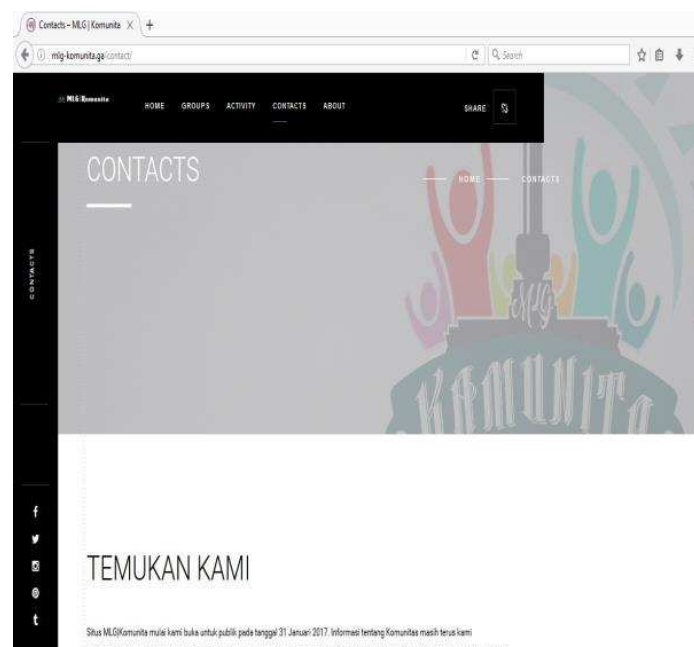 Contacts – MLG | Komunita
mlg-komunita.ga/contact/
Search
MLG|Komunita
HOME GROUPS ACTIVITY CONTACTS ABOUT
SHARE
CONTACTS
HOME CONTACTS
CONTACTS
MLG
KAMUNITA
TEMUKAN KAMI
Situs MLG|Komunita mulai kami buka untuk publik pada tanggal 31 Januari 2017. Informasi tentang Komunitas masih terus kami